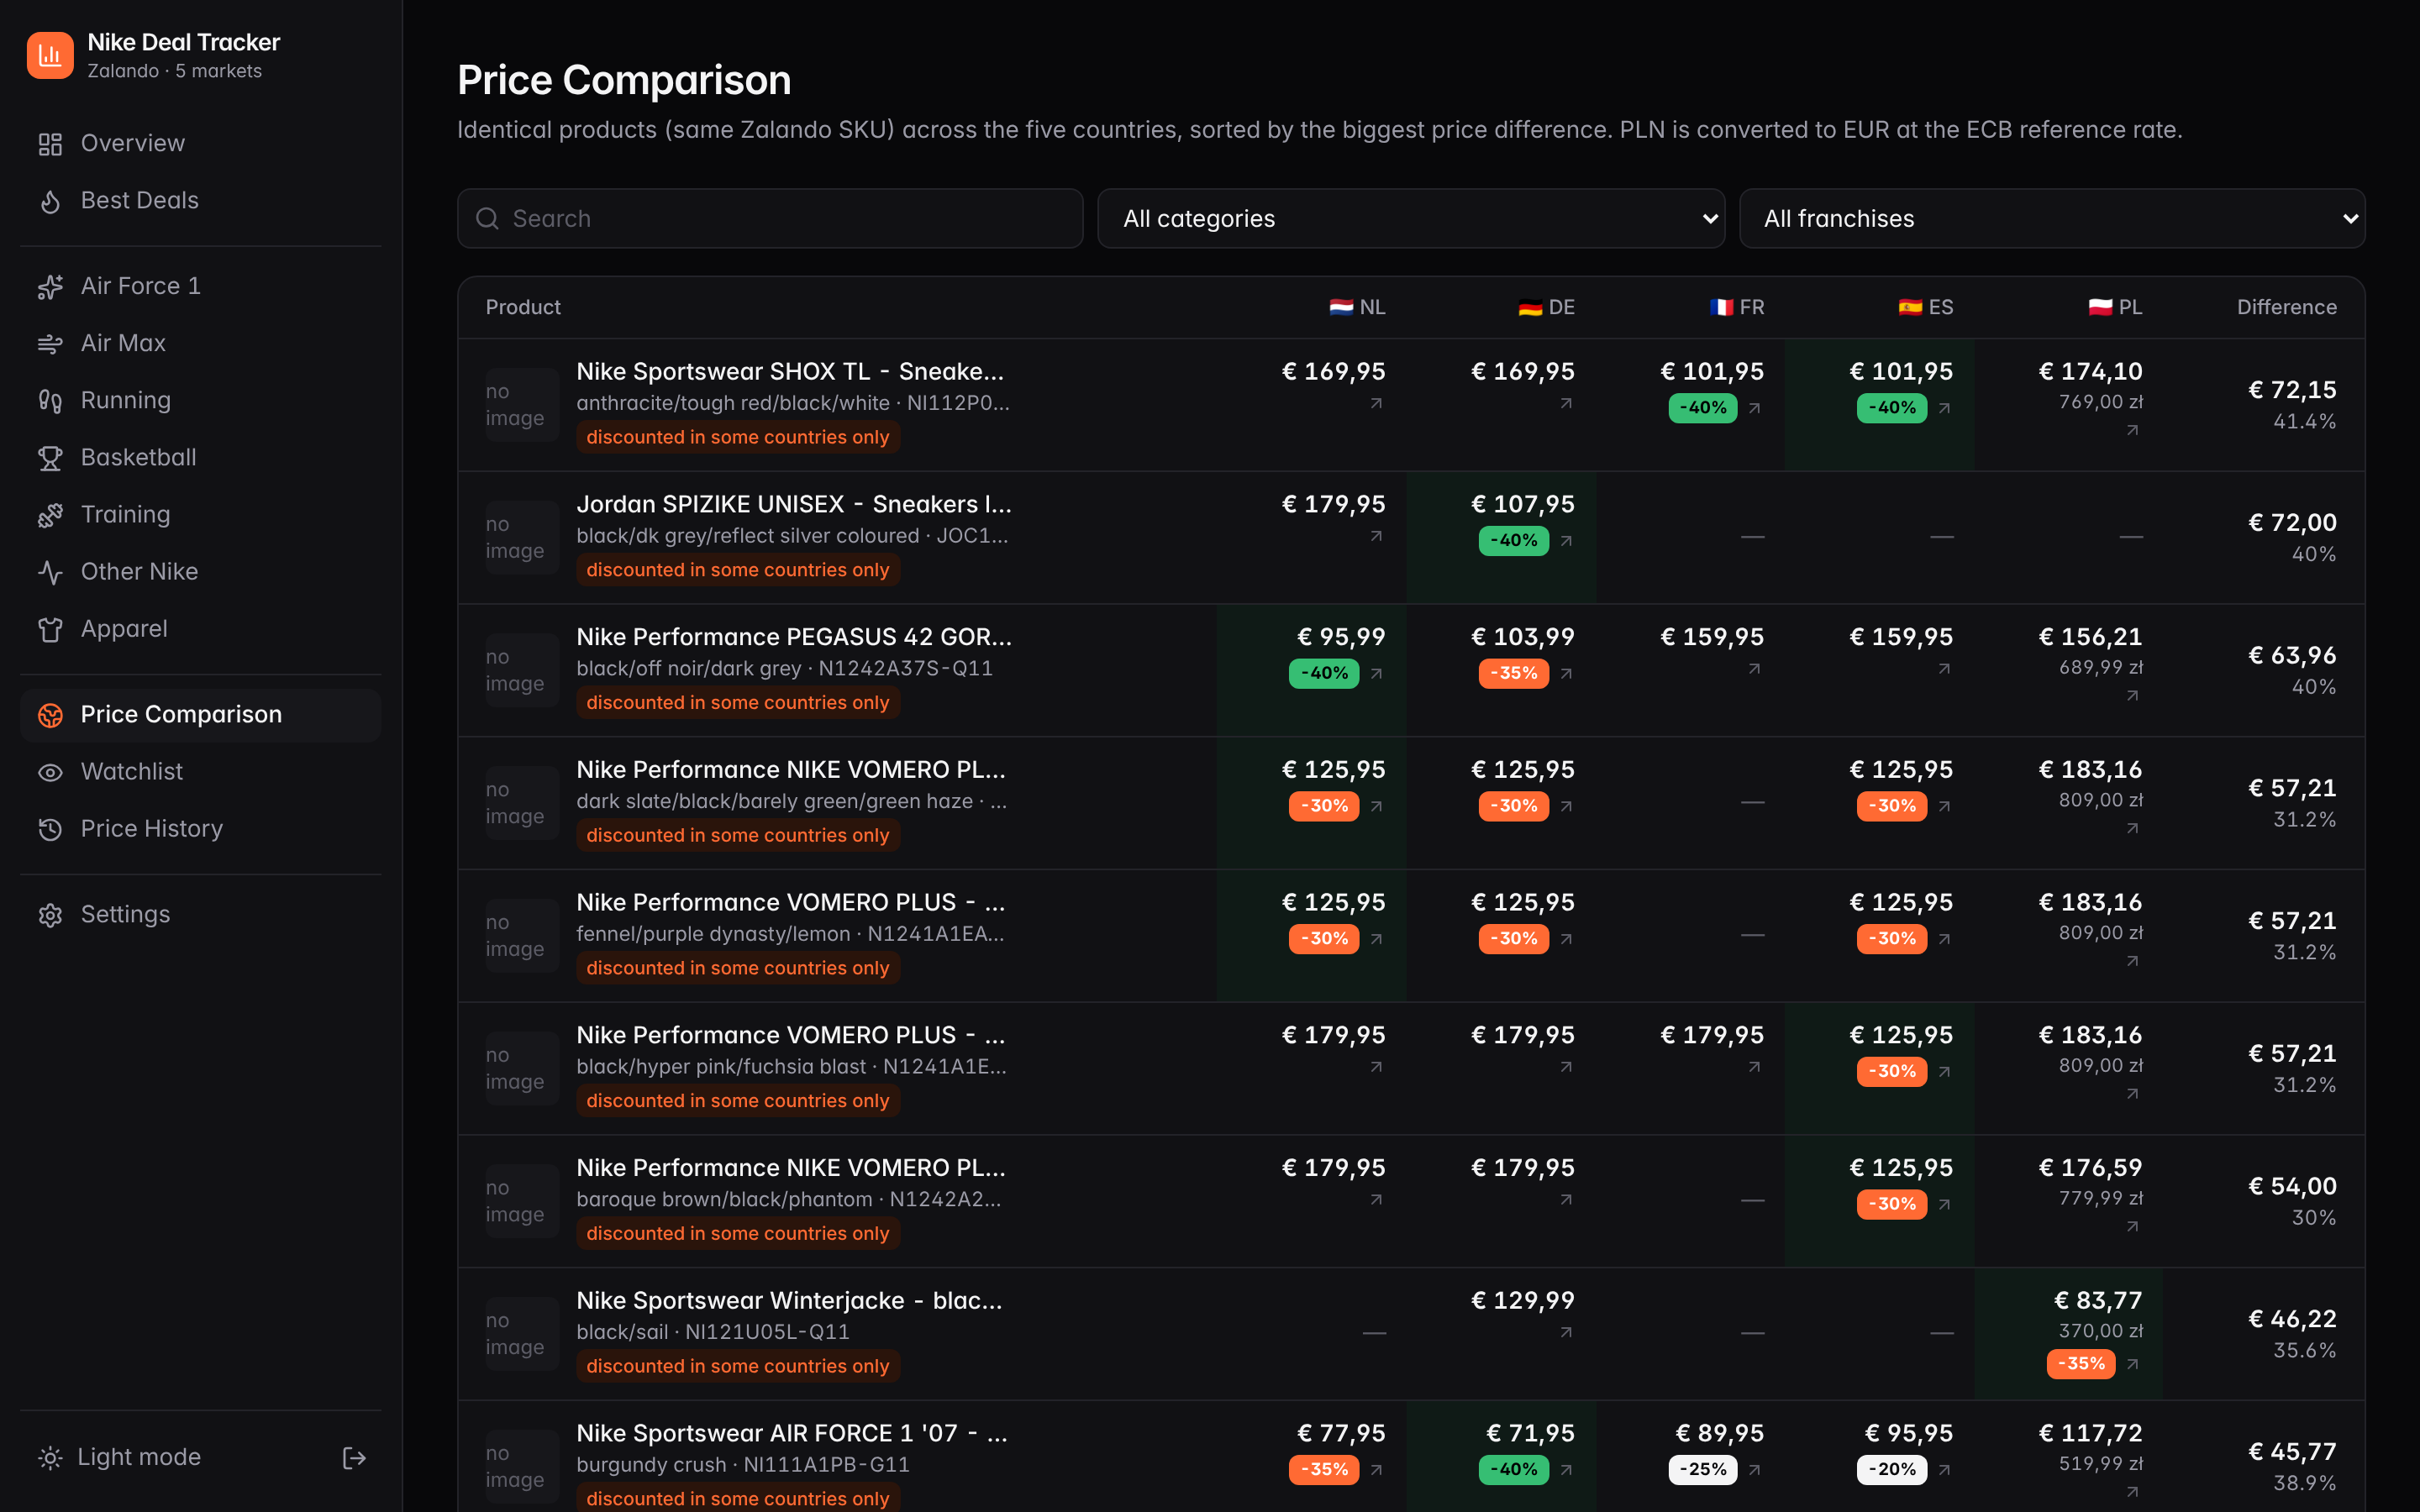 Nike Deal Tracker
Zalando · 5 markets
Overview
Best Deals
Air Force 1
Air Max
Running
Basketball
Training
Other Nike
Apparel
Price Comparison
Watchlist
Price History
Settings
Light mode
Price Comparison
Identical products (same Zalando SKU) across the five countries, sorted by the biggest price difference. PLN is converted to EUR at the ECB reference rate.
Search
All categories
All franchises
Product NL DE FR ES PL Difference
no image
Nike Sportswear SHOX TL - Sneake...
anthracite/tough red/black/white · NI112P0...
discounted in some countries only
€ 169,95
€ 169,95
€ 101,95
-40%
€ 101,95
-40%
€ 174,10
769,00 zł
€ 72,15
41.4%
no image
Jordan SPIZIKE UNISEX - Sneakers l...
black/dk grey/reflect silver coloured · JOC1...
discounted in some countries only
€ 179,95
€ 107,95
-40%
—
—
—
€ 72,00
40%
no image
Nike Performance PEGASUS 42 GOR...
black/off noir/dark grey · N1242A37S-Q11
discounted in some countries only
€ 95,99
-40%
€ 103,99
-35%
€ 159,95
€ 159,95
€ 156,21
689,99 zł
€ 63,96
40%
no image
Nike Performance NIKE VOMERO PL...
dark slate/black/barely green/green haze · ...
discounted in some countries only
€ 125,95
-30%
€ 125,95
-30%
—
€ 125,95
-30%
€ 183,16
809,00 zł
€ 57,21
31.2%
no image
Nike Performance VOMERO PLUS - ...
fennel/purple dynasty/lemon · N1241A1EA...
discounted in some countries only
€ 125,95
-30%
€ 125,95
-30%
—
€ 125,95
-30%
€ 183,16
809,00 zł
€ 57,21
31.2%
no image
Nike Performance VOMERO PLUS - ...
black/hyper pink/fuchsia blast · N1241A1E...
discounted in some countries only
€ 179,95
€ 179,95
€ 179,95
€ 125,95
-30%
€ 183,16
809,00 zł
€ 57,21
31.2%
no image
Nike Performance NIKE VOMERO PL...
baroque brown/black/phantom · N1242A2...
discounted in some countries only
€ 179,95
€ 179,95
—
€ 125,95
-30%
€ 176,59
779,99 zł
€ 54,00
30%
no image
Nike Sportswear Winterjacke - blac...
black/sail · NI121U05L-Q11
discounted in some countries only
—
€ 129,99
—
—
€ 83,77
370,00 zł
-35%
€ 46,22
35.6%
no image
Nike Sportswear AIR FORCE 1 '07 - ...
burgundy crush · NI111A1PB-G11
discounted in some countries only
€ 77,95
-35%
€ 71,95
-40%
€ 89,95
-25%
€ 95,95
-20%
€ 117,72
519,99 zł
€ 45,77
38.9%